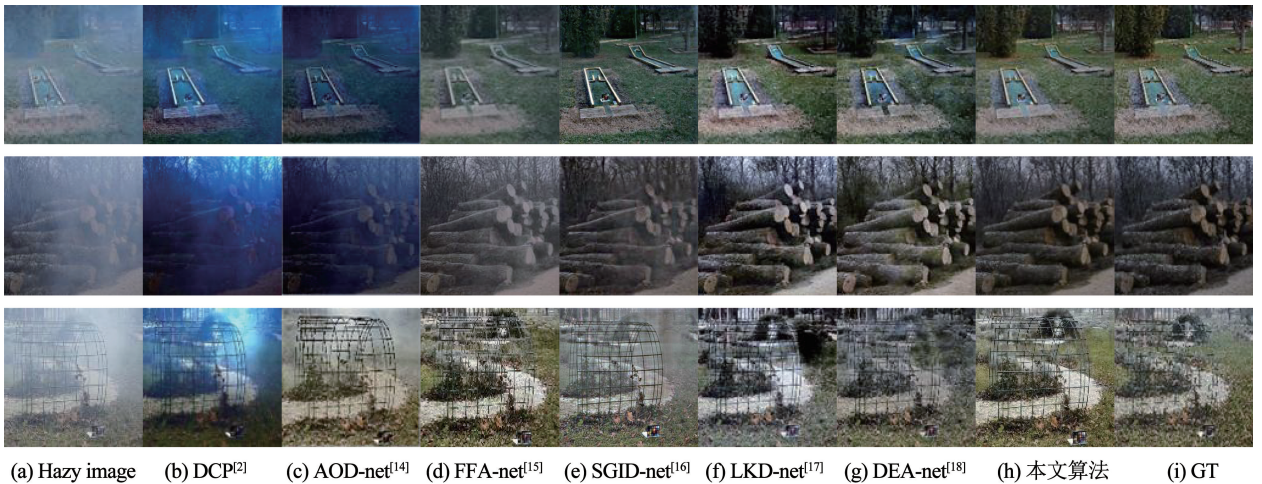 (a) Hazy image (b) DCP[2] (c) AOD-net[14] (d) FFA-net[15] (e) SGID-net[16] (f) LKD-net[17] (g) DEA-net[18] (h) 本文算法 (i) GT